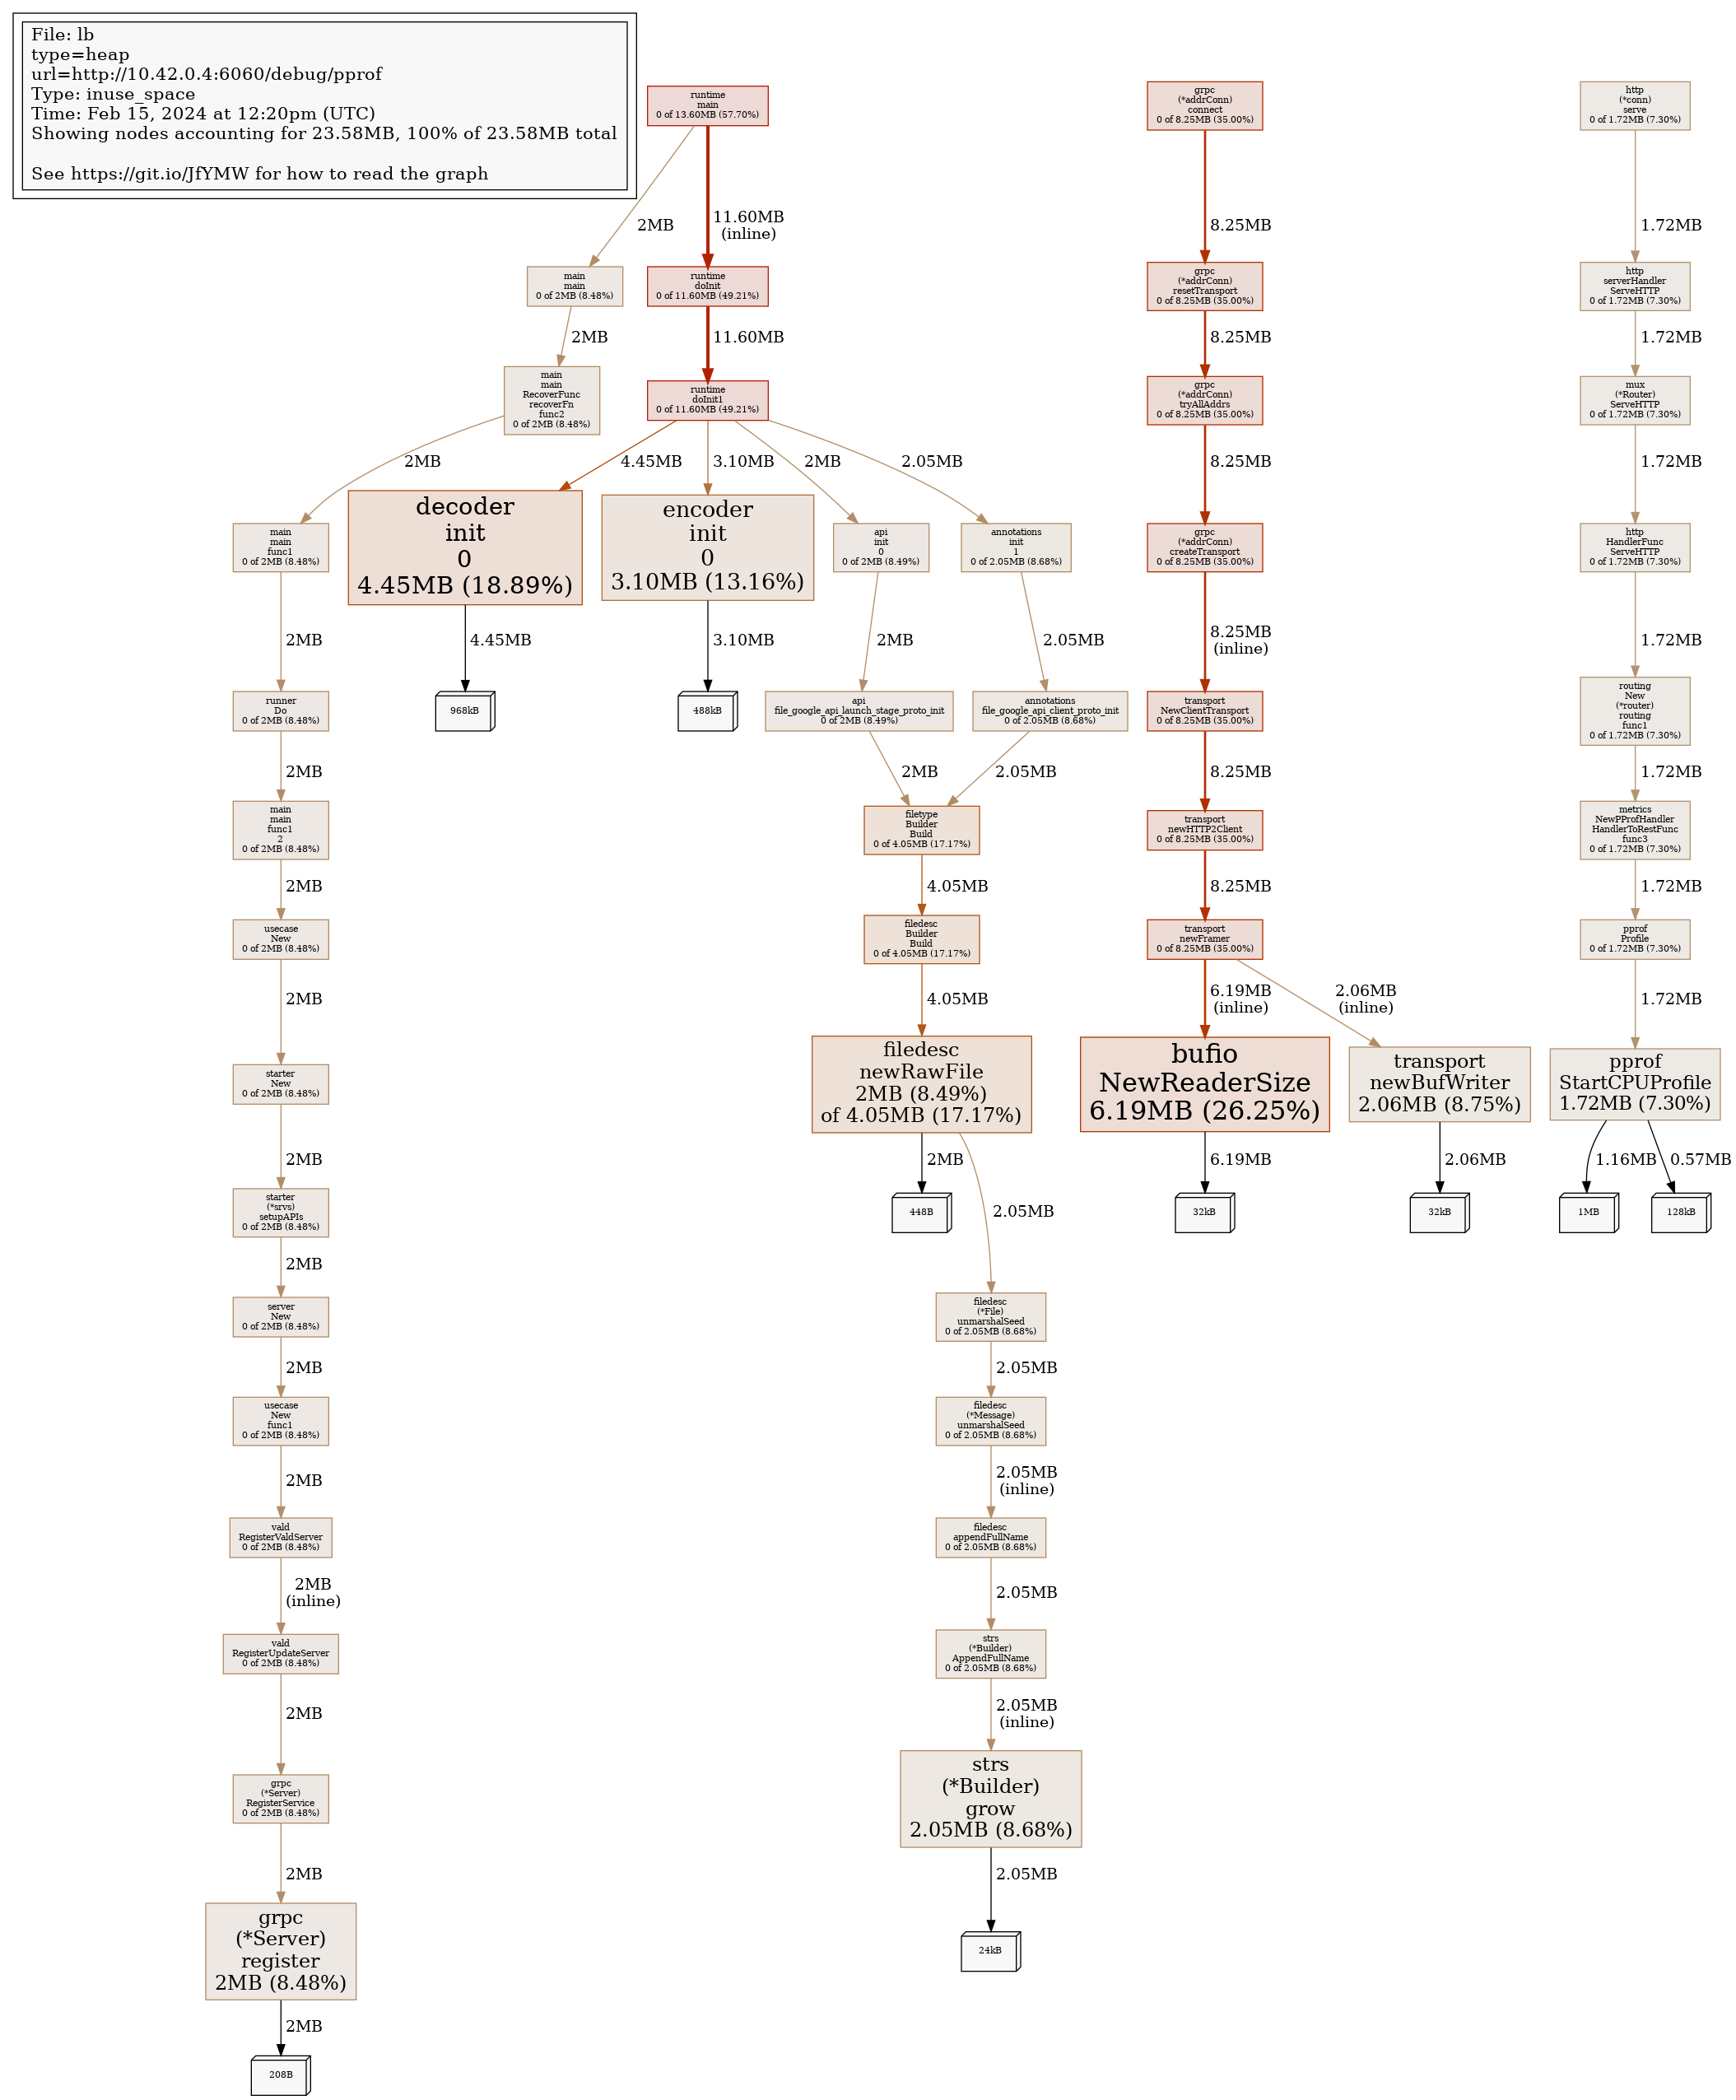 File: lb
type=heap
url=http://10.42.0.4:6060/debug/pprof
Type: inuse_space
Time: Feb 15, 2024 at 12:20pm (UTC)
Showing nodes accounting for 23.58MB, 100% of 23.58MB total
See https://git.io/JfYMW for how to read the graph
runtime
main
0 of 13.60MB (57.70%)
2MB
11.60MB
(inline)
main
main
0 of 2MB (8.48%)
runtime
doInit
0 of 11.60MB (49.21%)
2MB
11.60MB
main
main
RecoverFunc
recoverFn
func2
0 of 2MB (8.48%)
runtime
doInit1
0 of 11.60MB (49.21%)
2MB
4.45MB
3.10MB
2MB
2.05MB
main
main
func1
0 of 2MB (8.48%)
decoder
init
0
4.45MB (18.89%)
encoder
init
0
3.10MB (13.16%)
api
init
0
0 of 2MB (8.49%)
annotations
init
1
0 of 2.05MB (8.68%)
2MB
4.45MB
3.10MB
2MB
2.05MB
runner
Do
0 of 2MB (8.48%)
968kB
488kB
api
file_google_api_launch_stage_proto_init
0 of 2MB (8.49%)
annotations
file_google_api_client_proto_init
0 of 2.05MB (8.68%)
2MB
2MB
2.05MB
main
main
func1
2
0 of 2MB (8.48%)
filetype
Builder
Build
0 of 4.05MB (17.17%)
2MB
4.05MB
usecase
New
0 of 2MB (8.48%)
filedesc
Builder
Build
0 of 4.05MB (17.17%)
2MB
4.05MB
starter
New
0 of 2MB (8.48%)
filedesc
newRawFile
2MB (8.49%)
of 4.05MB (17.17%)
2MB
2MB
448B
2.05MB
starter
(*srvs)
setupAPIs
0 of 2MB (8.48%)
2MB
server
New
0 of 2MB (8.48%)
filedesc
(*File)
unmarshalSeed
0 of 2.05MB (8.68%)
2MB
2.05MB
usecase
New
func1
0 of 2MB (8.48%)
filedesc
(*Message)
unmarshalSeed
0 of 2.05MB (8.68%)
2MB
2.05MB
(inline)
vald
RegisterValdServer
0 of 2MB (8.48%)
filedesc
appendFullName
0 of 2.05MB (8.68%)
2MB
(inline)
2.05MB
vald
RegisterUpdateServer
0 of 2MB (8.48%)
strs
(*Builder)
AppendFullName
0 of 2.05MB (8.68%)
2MB
2.05MB
(inline)
grpc
(*Server)
RegisterService
0 of 2MB (8.48%)
strs
(*Builder)
grow
2.05MB (8.68%)
2MB
2.05MB
grpc
(*Server)
register
2MB (8.48%)
24kB
2MB
208B
grpc
(*addrConn)
connect
0 of 8.25MB (35.00%)
8.25MB
grpc
(*addrConn)
resetTransport
0 of 8.25MB (35.00%)
8.25MB
grpc
(*addrConn)
tryAllAddrs
0 of 8.25MB (35.00%)
8.25MB
grpc
(*addrConn)
createTransport
0 of 8.25MB (35.00%)
8.25MB
(inline)
transport
NewClientTransport
0 of 8.25MB (35.00%)
8.25MB
transport
newHTTP2Client
0 of 8.25MB (35.00%)
8.25MB
transport
newFramer
0 of 8.25MB (35.00%)
6.19MB
(inline)
2.06MB
(inline)
bufio
NewReaderSize
6.19MB (26.25%)
transport
newBufWriter
2.06MB (8.75%)
6.19MB
2.06MB
32kB
32kB
http
(*conn)
serve
0 of 1.72MB (7.30%)
1.72MB
http
serverHandler
ServeHTTP
0 of 1.72MB (7.30%)
1.72MB
mux
(*Router)
ServeHTTP
0 of 1.72MB (7.30%)
1.72MB
http
HandlerFunc
ServeHTTP
0 of 1.72MB (7.30%)
1.72MB
routing
New
(*router)
routing
func1
0 of 1.72MB (7.30%)
1.72MB
metrics
NewPProfHandler
HandlerToRestFunc
func3
0 of 1.72MB (7.30%)
1.72MB
pprof
Profile
0 of 1.72MB (7.30%)
1.72MB
pprof
StartCPUProfile
1.72MB (7.30%)
1.16MB
0.57MB
1MB
128kB